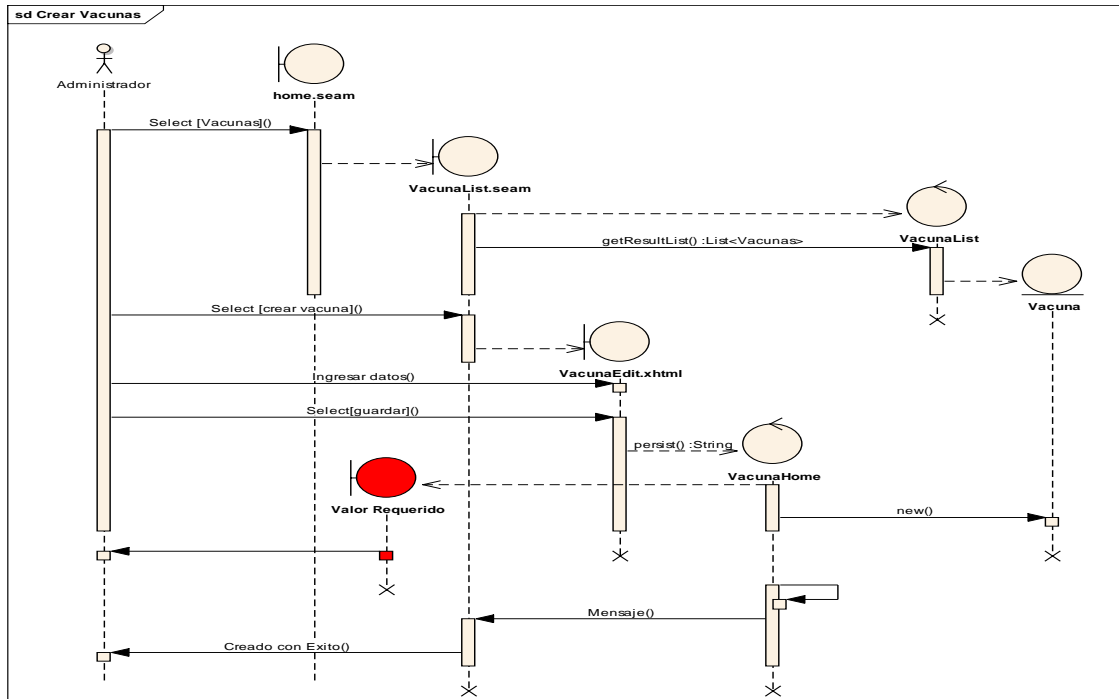 sd Crear Vacunas
Administrador
home.seam
Select [Vacunas]()
VacunaList.seam
VacunaList
getResultList() :List<Vacunas>
Vacuna
Select [crear vacuna]()
VacunaEdit.xhtml
Ingresar datos()
Select[guardar]()
persist() :String
VacunaHome
Valor Requerido
new()
Mensaje()
Creado con Exito()